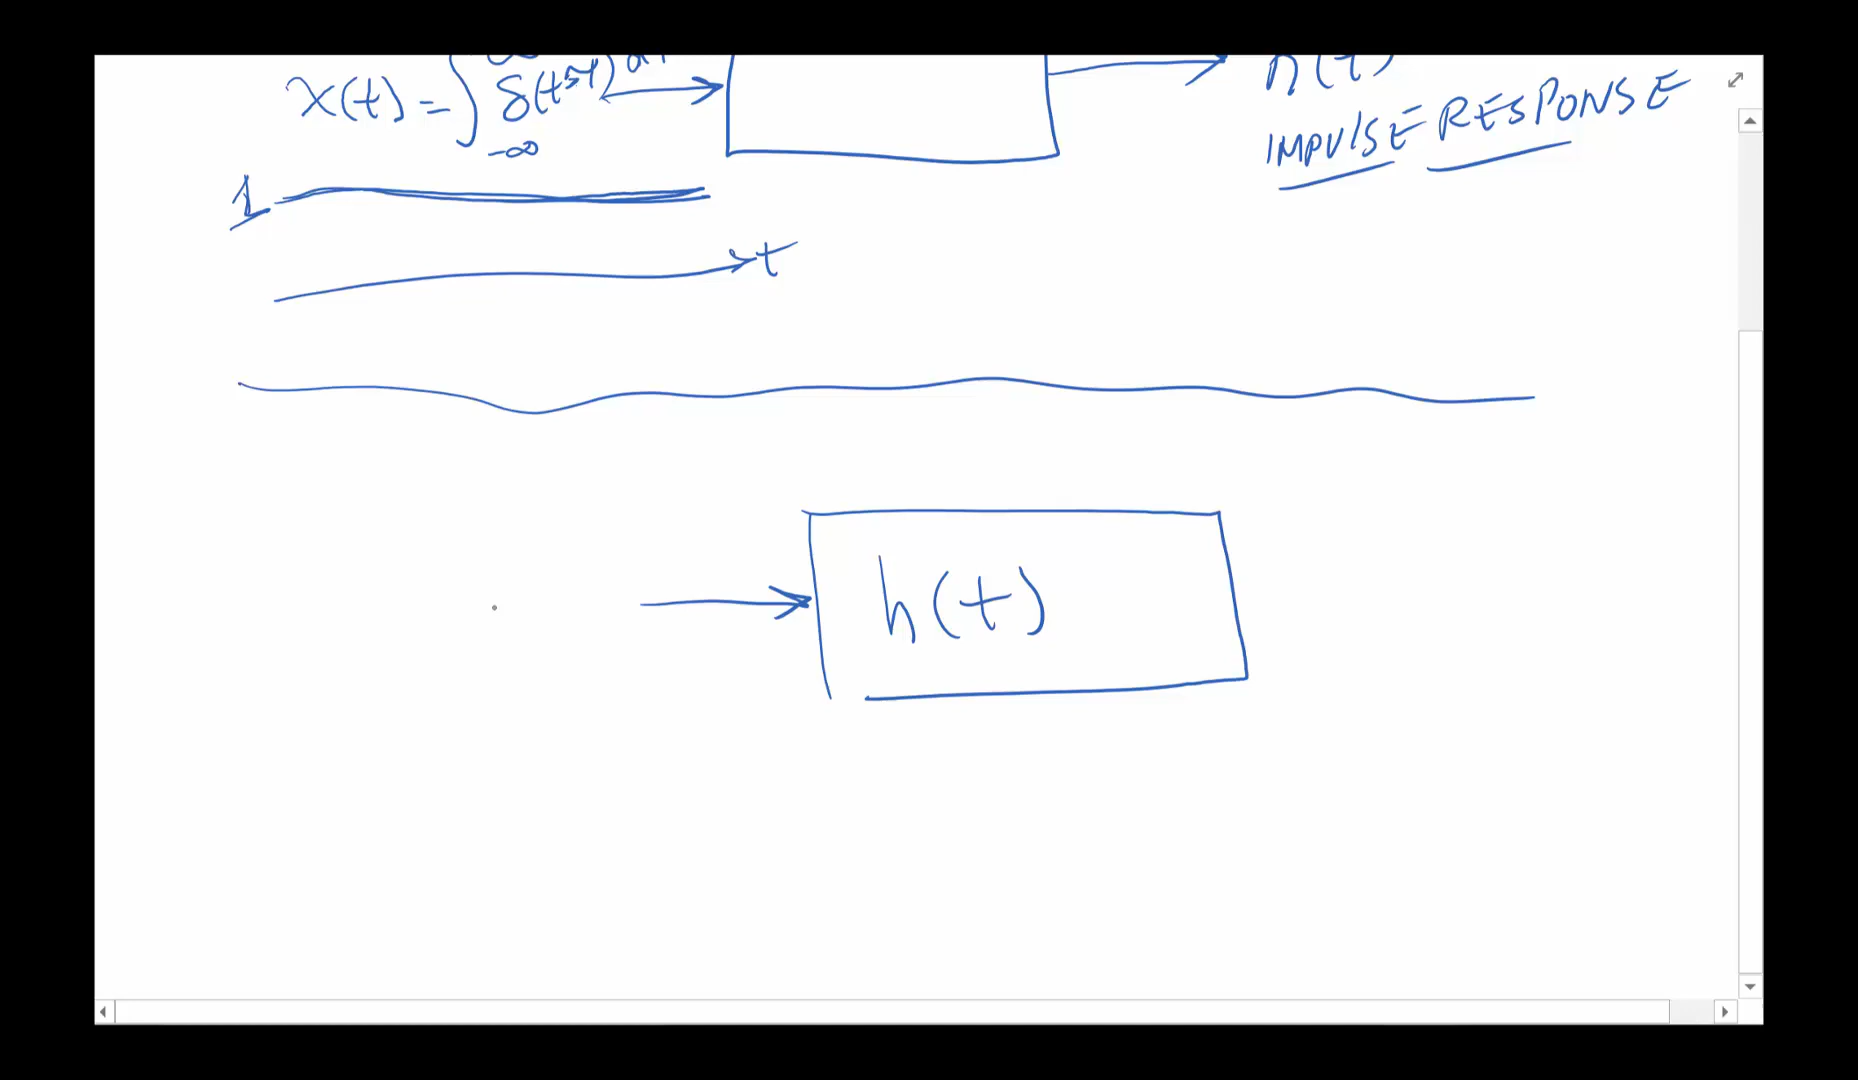 x(t) = ∫ δ(t
-∞
h(t)
IMPULSE RESPONSE
1
t
h(t)